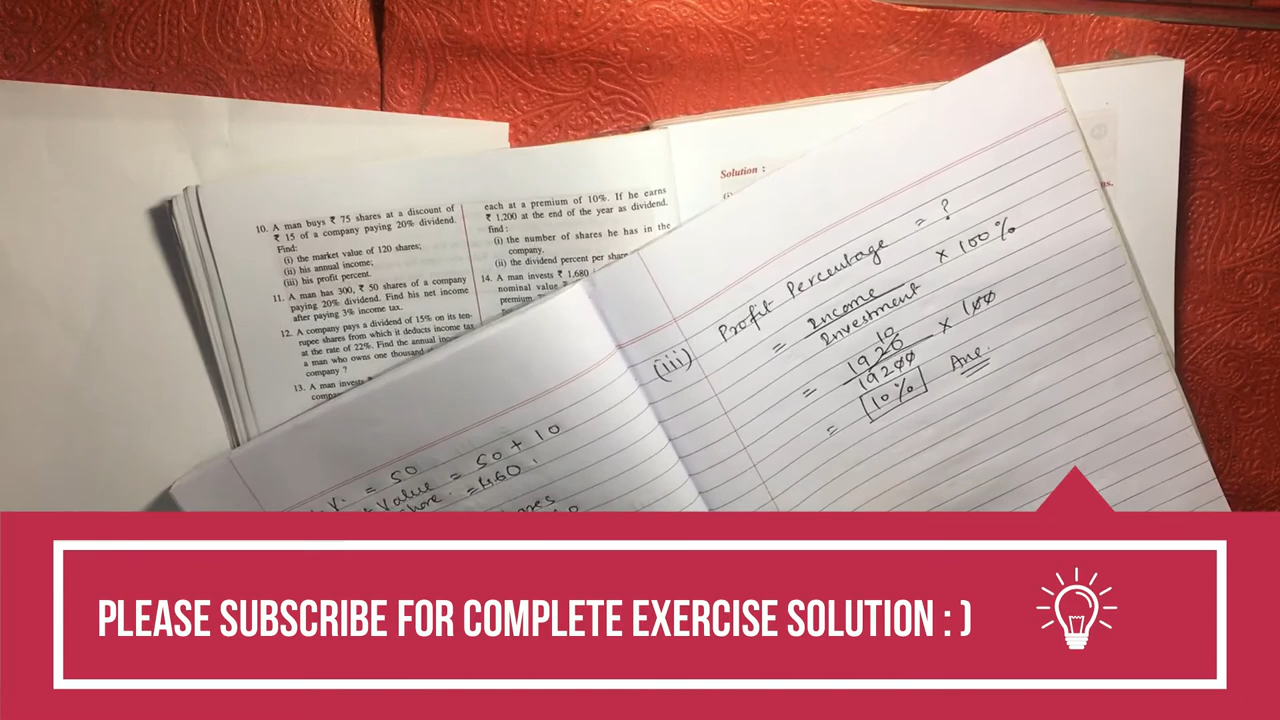 10. A man buys ₹ 75 shares at a discount of
₹ 15 of a company paying 20% dividend.
Find:
(i) the market value of 120 shares;
(ii) his annual income;
(iii) his profit percent.
11. A man has 300, ₹ 50 shares of a company
paying 20% dividend. Find his net income
after paying 3% income tax.
12. A company pays a dividend of 15% on its ten-
rupee shares from which it deducts income tax
at the rate of 22%. Find the annual
a man who owns one thousand
company ?
13. A man
each at a premium of 10%. If he earns
₹ 1,200 at the end of the year as dividend.
find :
(i) the number of shares he has in the
company.
(ii) the dividend percent per share
14. A man invests ₹ 1,680
nominal value ₹
premium.
Solution :
= 50
Value = 50 + 10
= ₹60
(iii) Profit Percentage = ?
= Income / Investment × 100 %
= 1920 / 19200 × 100
10
= 10% Ans.
PLEASE SUBSCRIBE FOR COMPLETE EXERCISE SOLUTION : )